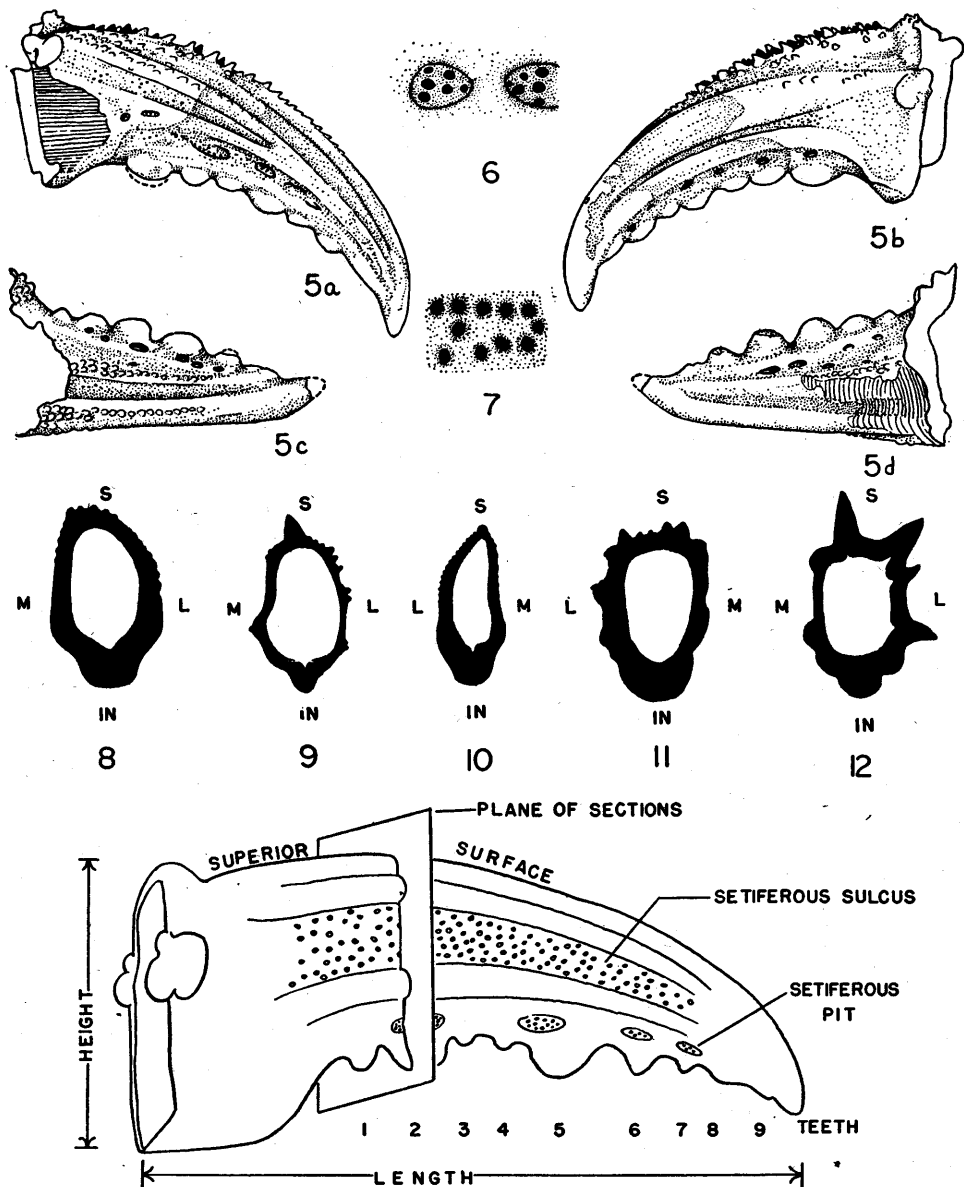 6
5a
5b
7
5c
5d
S
S
S
S
S
M
L
M
L
L
M
L
M
M
L
IN
IN
IN
IN
IN
8
9
10
11
12
PLANE OF SECTIONS
SUPERIOR
SURFACE
SETIFEROUS SULCUS
SETIFEROUS
PIT
HEIGHT
1 2 3 4 5 6 7 8 9 TEETH
LENGTH